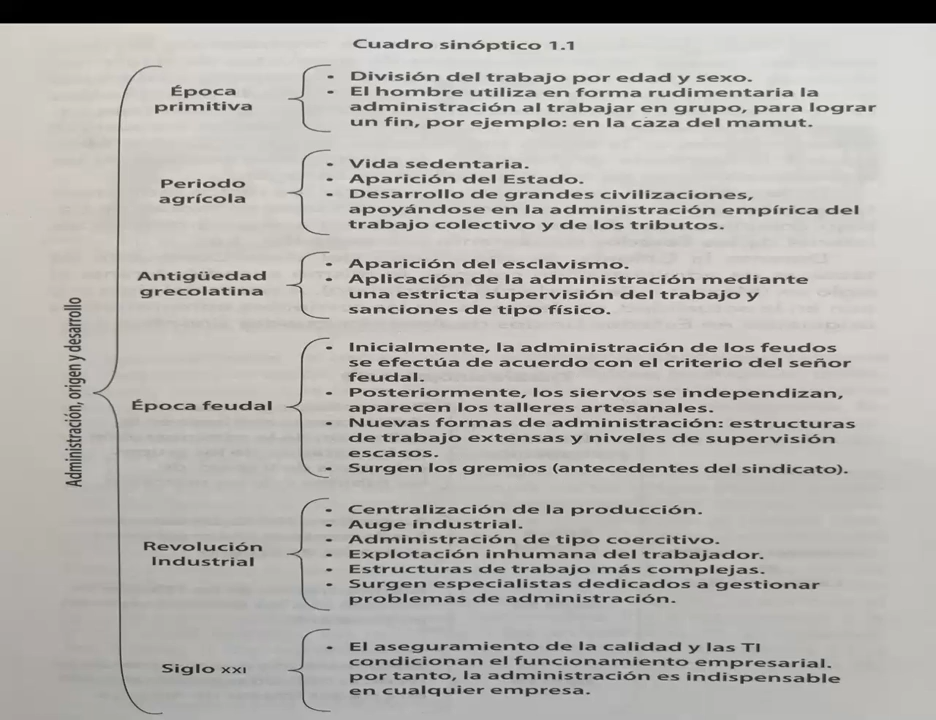 Cuadro sinóptico 1.1
Administración, origen y desarrollo
Época
primitiva
• División del trabajo por edad y sexo.
• El hombre utiliza en forma rudimentaria la
administración al trabajar en grupo, para lograr
un fin, por ejemplo: en la caza del mamut.
Periodo
agrícola
• Vida sedentaria.
• Aparición del Estado.
• Desarrollo de grandes civilizaciones,
apoyándose en la administración empírica del
trabajo colectivo y de los tributos.
Antigüedad
grecolatina
• Aparición del esclavismo.
• Aplicación de la administración mediante
una estricta supervisión del trabajo y
sanciones de tipo físico.
Época feudal
• Inicialmente, la administración de los feudos
se efectúa de acuerdo con el criterio del señor
feudal.
• Posteriormente, los siervos se independizan,
aparecen los talleres artesanales.
• Nuevas formas de administración: estructuras
de trabajo extensas y niveles de supervisión
escasos.
• Surgen los gremios (antecedentes del sindicato).
Revolución
Industrial
• Centralización de la producción.
• Auge industrial.
• Administración de tipo coercitivo.
• Explotación inhumana del trabajador.
• Estructuras de trabajo más complejas.
• Surgen especialistas dedicados a gestionar
problemas de administración.
Siglo XXI
• El aseguramiento de la calidad y las TI
condicionan el funcionamiento empresarial.
por tanto, la administración es indispensable
en cualquier empresa.